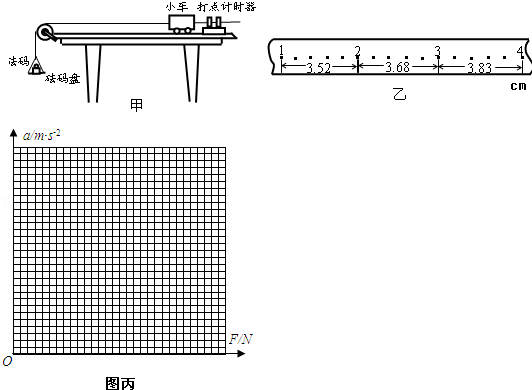 小车 打点计时器
砝码
砝码盘
甲
1 2 3 4
3.52 3.68 3.83
cm
乙
a/m·s-2
F/N
O
图丙